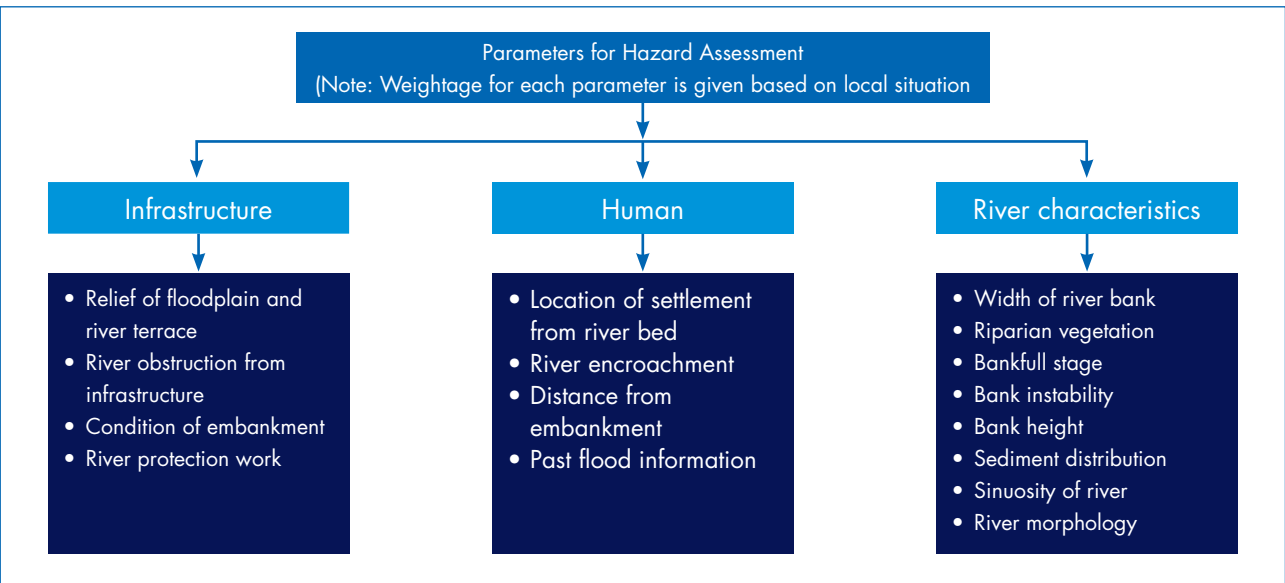 Parameters for Hazard Assessment
(Note: Weightage for each parameter is given based on local situation
Infrastructure
• Relief of floodplain and
river terrace
• River obstruction from
infrastructure
• Condition of embankment
• River protection work
Human
• Location of settlement
from river bed
• River encroachment
• Distance from
embankment
• Past flood information
River characteristics
• Width of river bank
• Riparian vegetation
• Bankfull stage
• Bank instability
• Bank height
• Sediment distribution
• Sinuosity of river
• River morphology